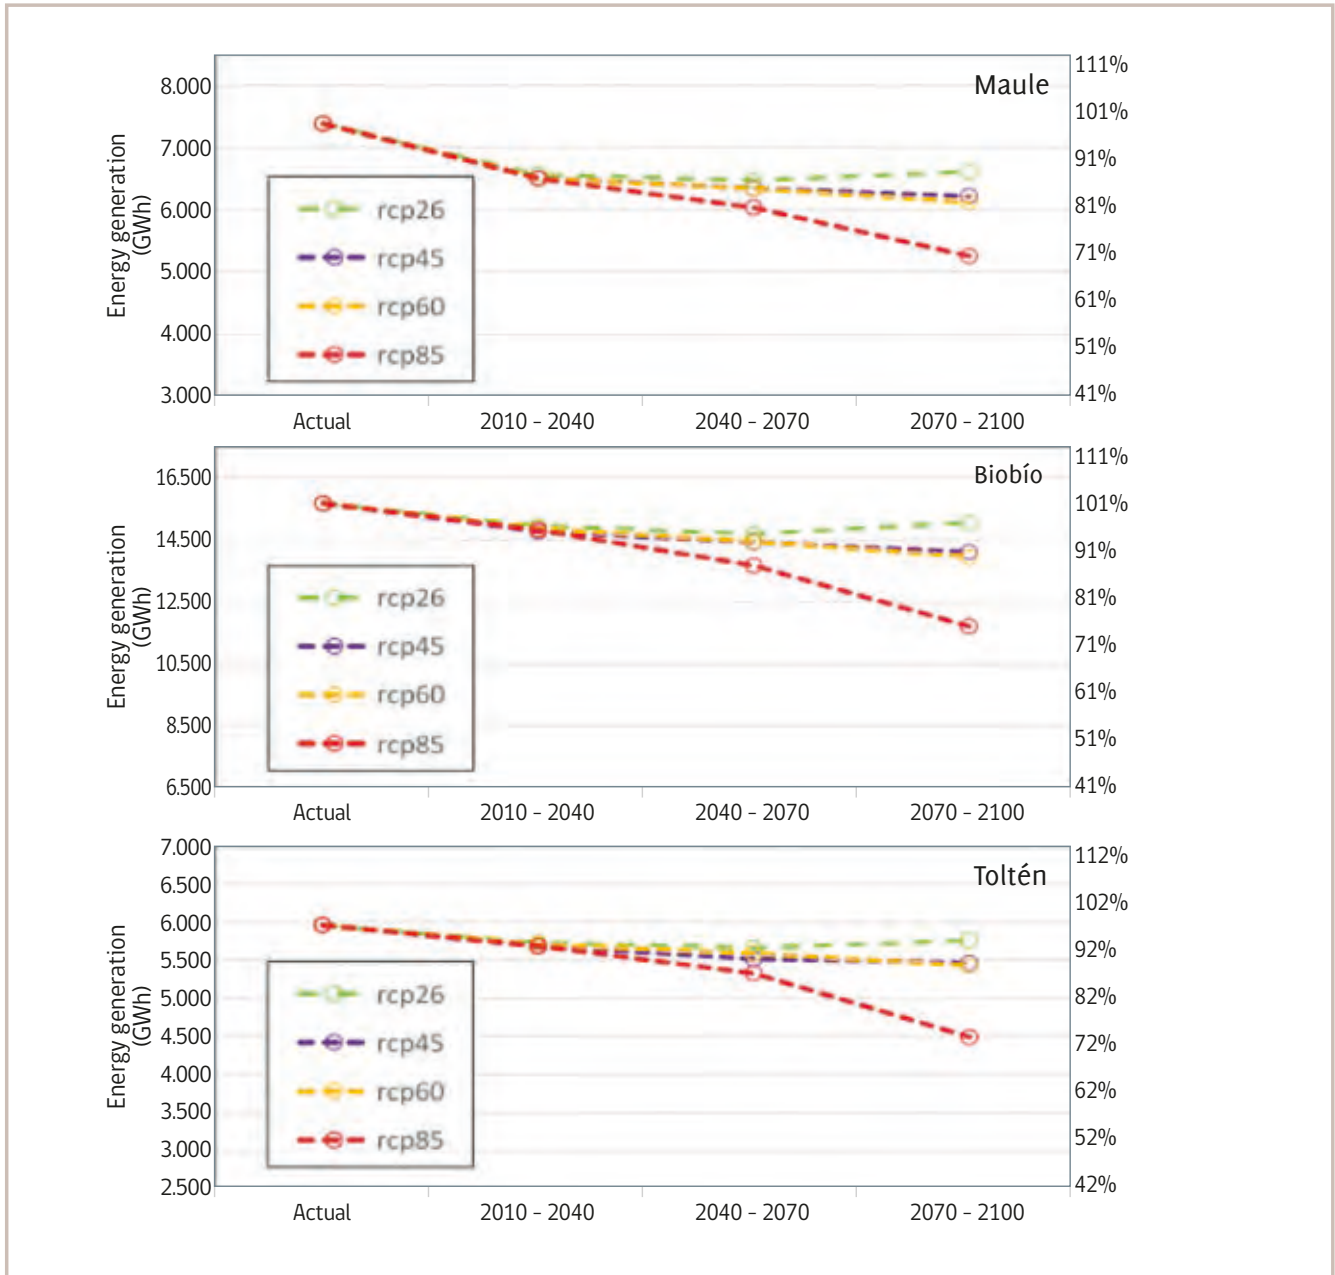 Maule
Energy generation
(GWh)
8.000
7.000
6.000
5.000
4.000
3.000
111%
101%
91%
81%
71%
61%
51%
41%
rcp26
rcp45
rcp60
rcp85
Actual 2010 - 2040 2040 - 2070 2070 - 2100
Biobío
Energy generation
(GWh)
16.500
14.500
12.500
10.500
8.500
6.500
111%
101%
91%
81%
71%
61%
51%
41%
rcp26
rcp45
rcp60
rcp85
Actual 2010 - 2040 2040 - 2070 2070 - 2100
Toltén
Energy generation
(GWh)
7.000
6.500
6.000
5.500
5.000
4.500
4.000
3.500
3.000
2.500
112%
102%
92%
82%
72%
62%
52%
42%
rcp26
rcp45
rcp60
rcp85
Actual 2010 - 2040 2040 - 2070 2070 - 2100